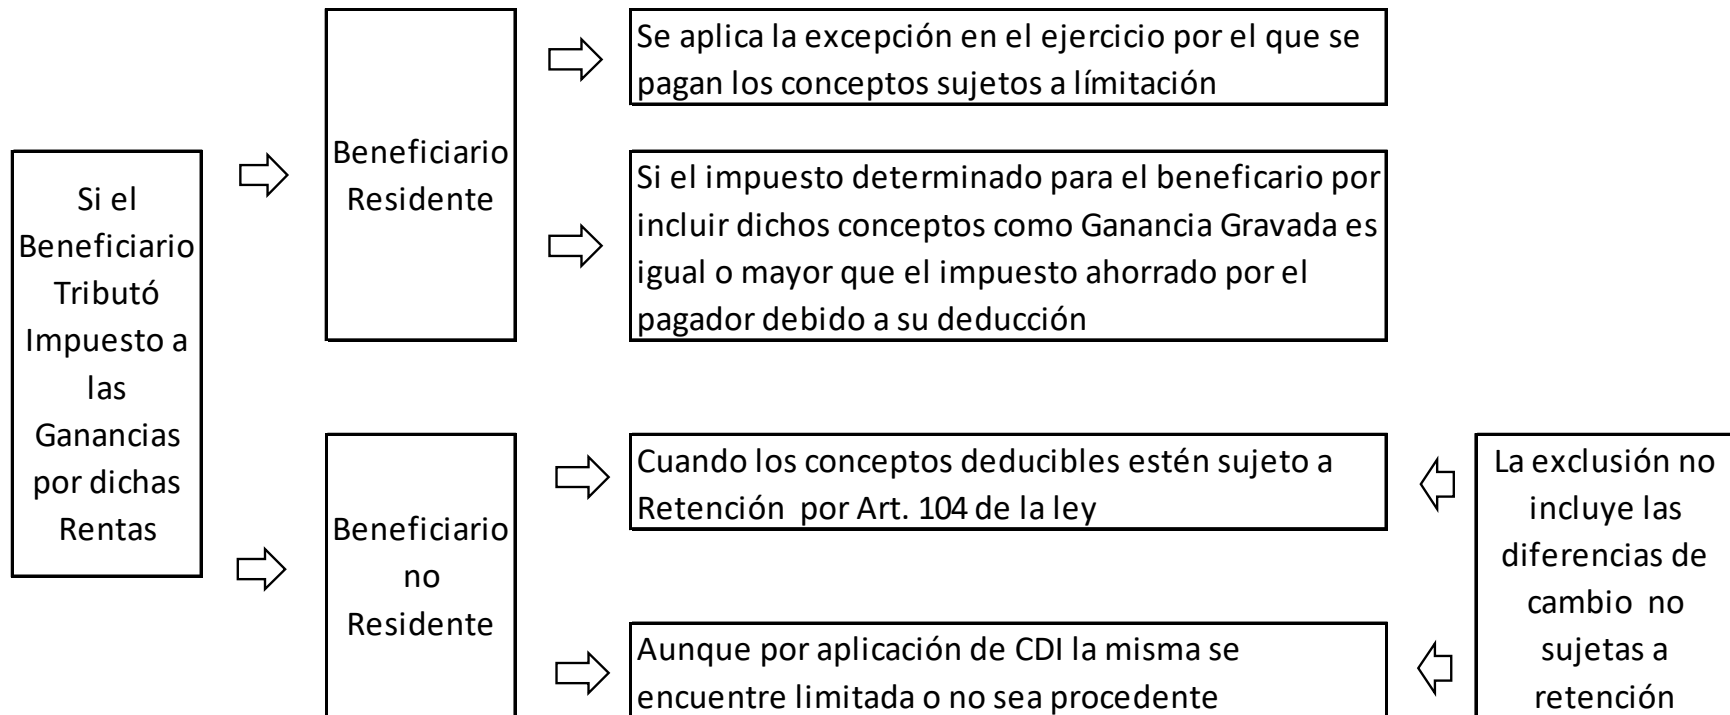 Si el
Beneficiario
Tributó
Impuesto a
las
Ganancias
por dichas
Rentas
Beneficiario
Residente
Se aplica la excepción en el ejercicio por el que se
pagan los conceptos sujetos a límitación
Si el impuesto determinado para el beneficario por
incluir dichos conceptos como Ganancia Gravada es
igual o mayor que el impuesto ahorrado por el
pagador debido a su deducción
Beneficiario
no
Residente
Cuando los conceptos deducibles estén sujeto a
Retención por Art. 104 de la ley
Aunque por aplicación de CDI la misma se
encuentre limitada o no sea procedente
La exclusión no
incluye las
diferencias de
cambio no
sujetas a
retención